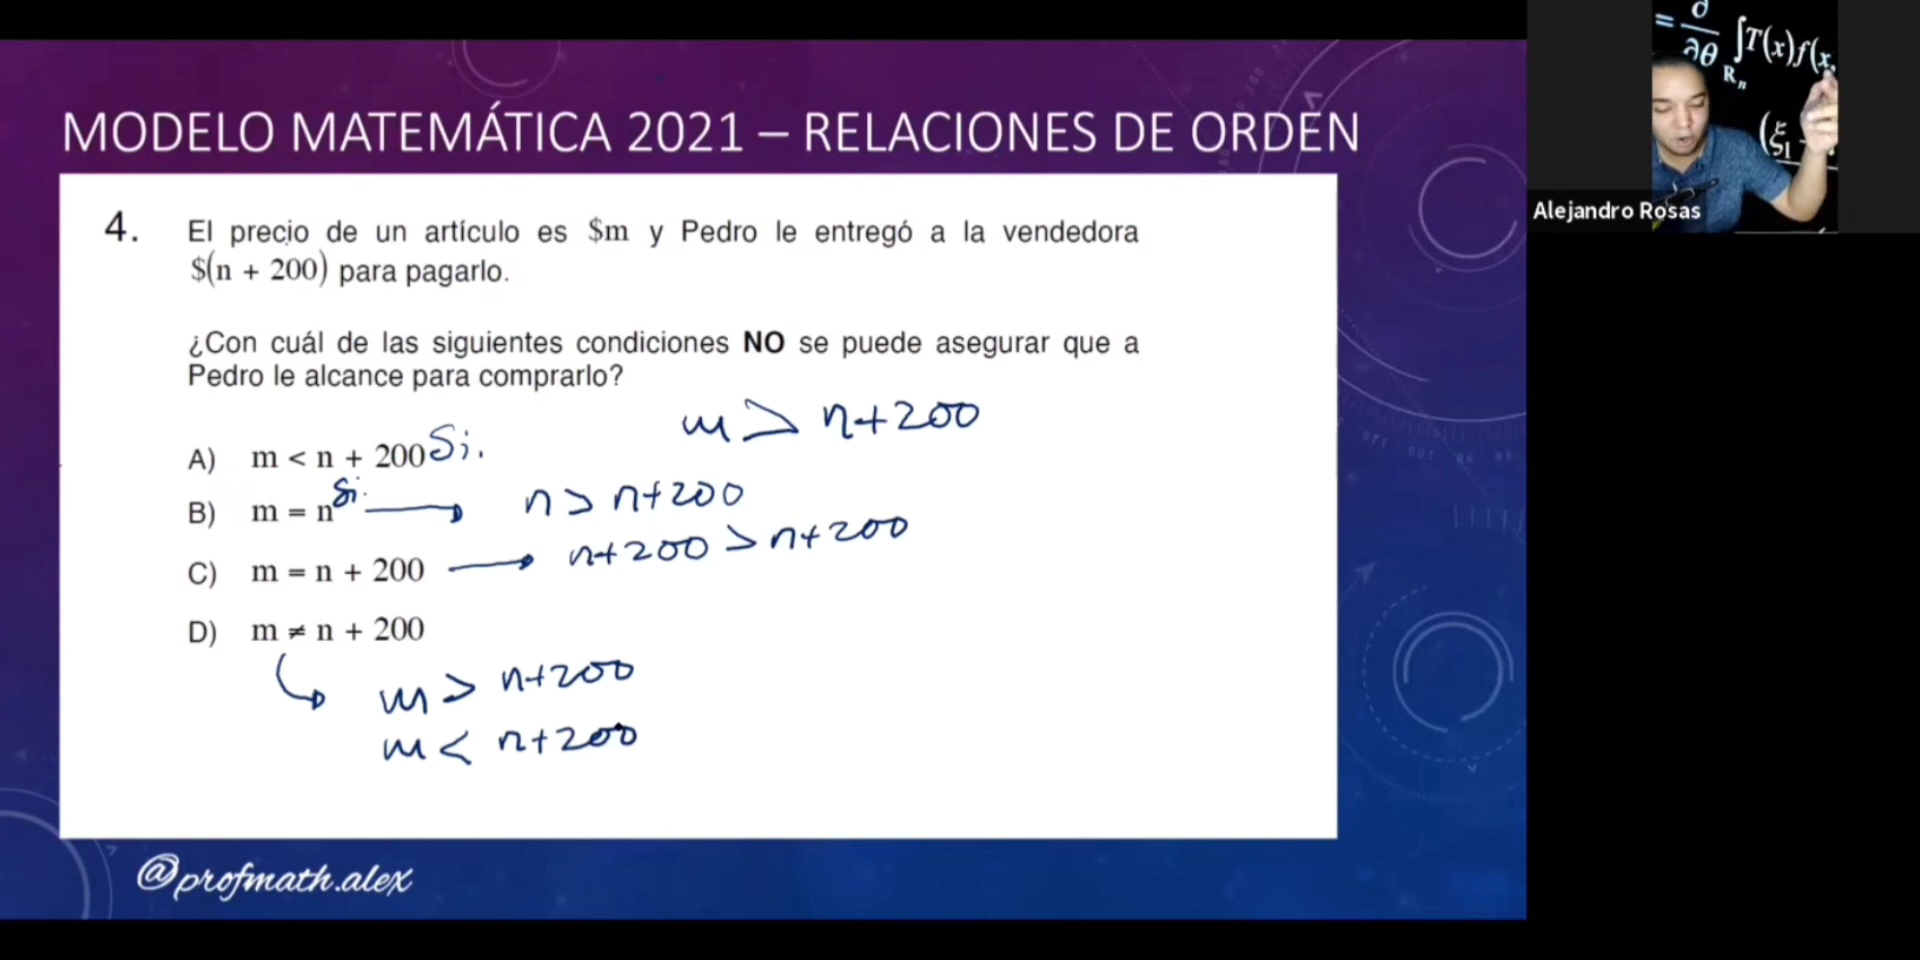 MODELO MATEMÁTICA 2021 – RELACIONES DE ORDEN
4. El precio de un artículo es $m y Pedro le entregó a la vendedora
$(n + 200) para pagarlo.
¿Con cuál de las siguientes condiciones NO se puede asegurar que a
Pedro le alcance para comprarlo?
m > n+200
A) m < n + 200 Si.
B) m = n Si. → n > n+200
C) m = n + 200 → n+200 > n+200
D) m ≠ n + 200
m > n+200
m < n+200
@profmath.alex
= ∂/∂θ ∫T(x)f(x,
R n
(ξ
1
Alejandro Rosas